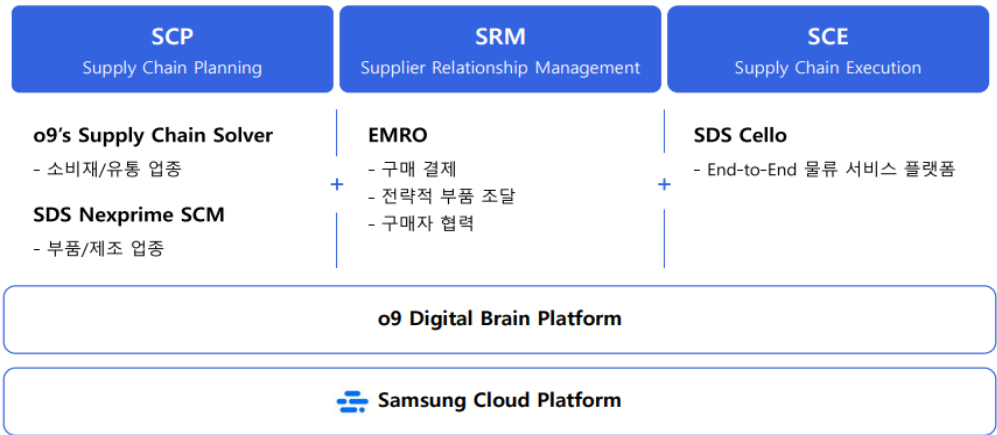 SCP
Supply Chain Planning
SRM
Supplier Relationship Management
SCE
Supply Chain Execution
o9’s Supply Chain Solver
- 소비재/유통 업종
SDS Nexprime SCM
- 부품/제조 업종
+
EMRO
- 구매 결제
- 전략적 부품 조달
- 구매자 협력
+
SDS Cello
- End-to-End 물류 서비스 플랫폼
o9 Digital Brain Platform
Samsung Cloud Platform